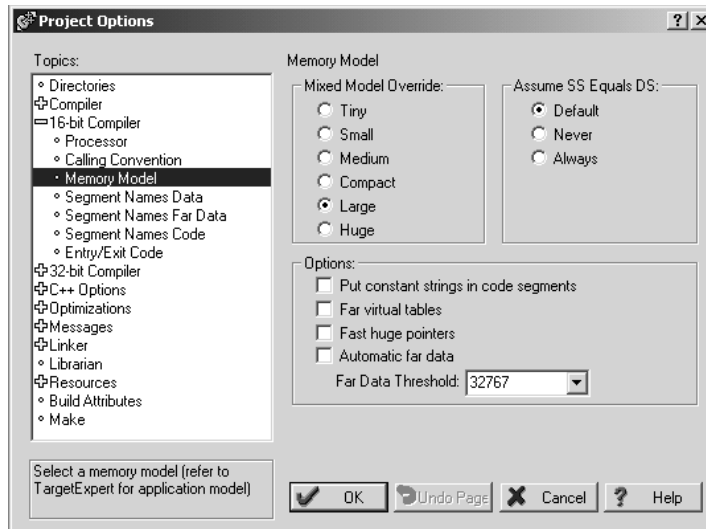 Project Options
Topics:
Directories
Compiler
16-bit Compiler
Processor
Calling Convention
Memory Model
Segment Names Data
Segment Names Far Data
Segment Names Code
Entry/Exit Code
32-bit Compiler
C++ Options
Optimizations
Messages
Linker
Librarian
Resources
Build Attributes
Make
Select a memory model (refer to
TargetExpert for application model)
Memory Model
Mixed Model Override:
Tiny
Small
Medium
Compact
Large
Huge
Assume SS Equals DS:
Default
Never
Always
Options:
Put constant strings in code segments
Far virtual tables
Fast huge pointers
Automatic far data
Far Data Threshold: 32767
OK
Undo Page
Cancel
? Help